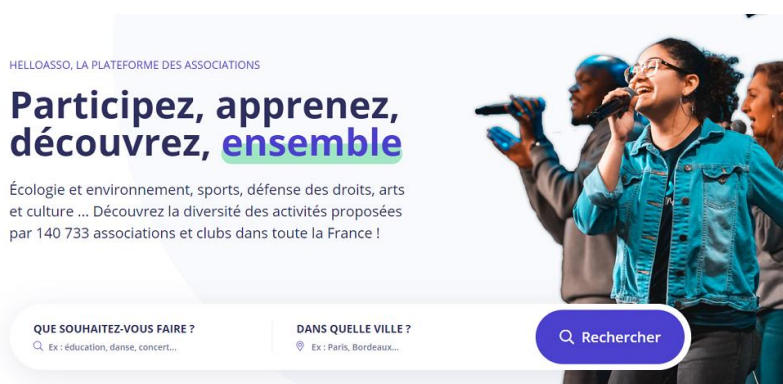 HELLOASSO, LA PLATEFORME DES ASSOCIATIONS
Participez, apprenez,
découvrez, ensemble
Écologie et environnement, sports, défense des droits, arts
et culture ... Découvrez la diversité des activités proposées
par 140 733 associations et clubs dans toute la France !
QUE SOUHAITEZ-VOUS FAIRE ?
Ex : éducation, danse, concert...
DANS QUELLE VILLE ?
Ex : Paris, Bordeaux...
Rechercher